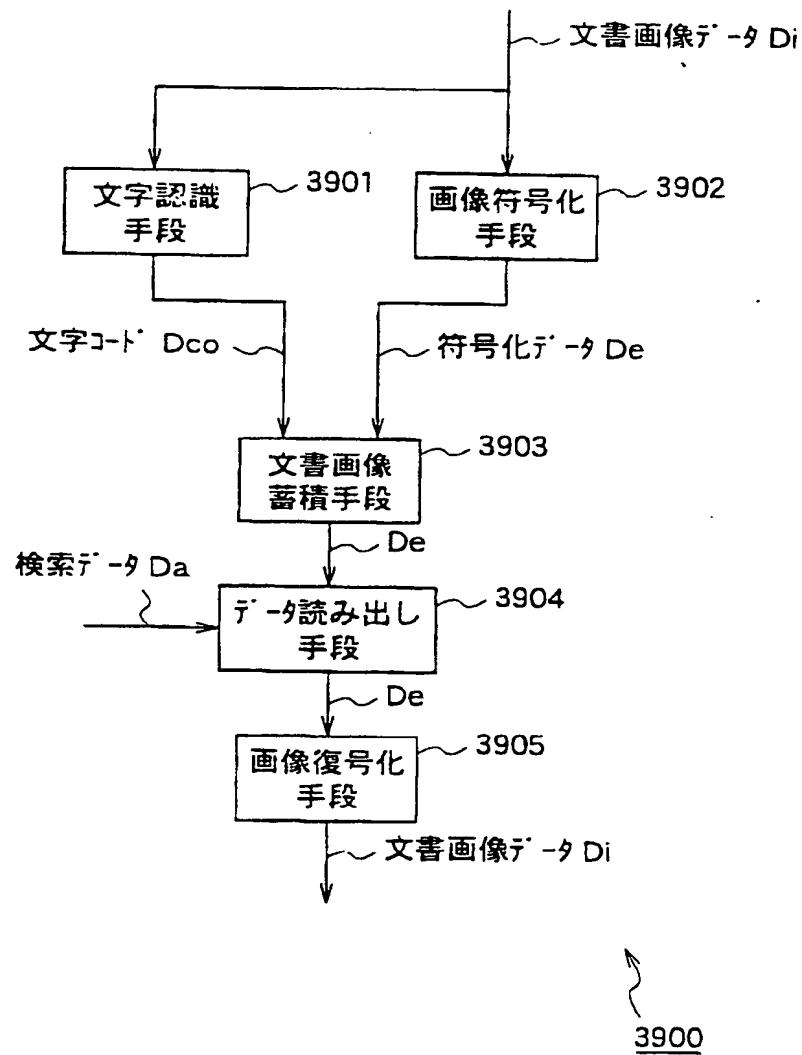 文書画像データ Di
文字認識
手段
3901
画像符号化
手段
3902
文字コード Dco
符号化データ De
文書画像
蓄積手段
3903
De
検索データ Da
データ読み出し
手段
3904
De
画像復号化
手段
3905
文書画像データ Di
3900